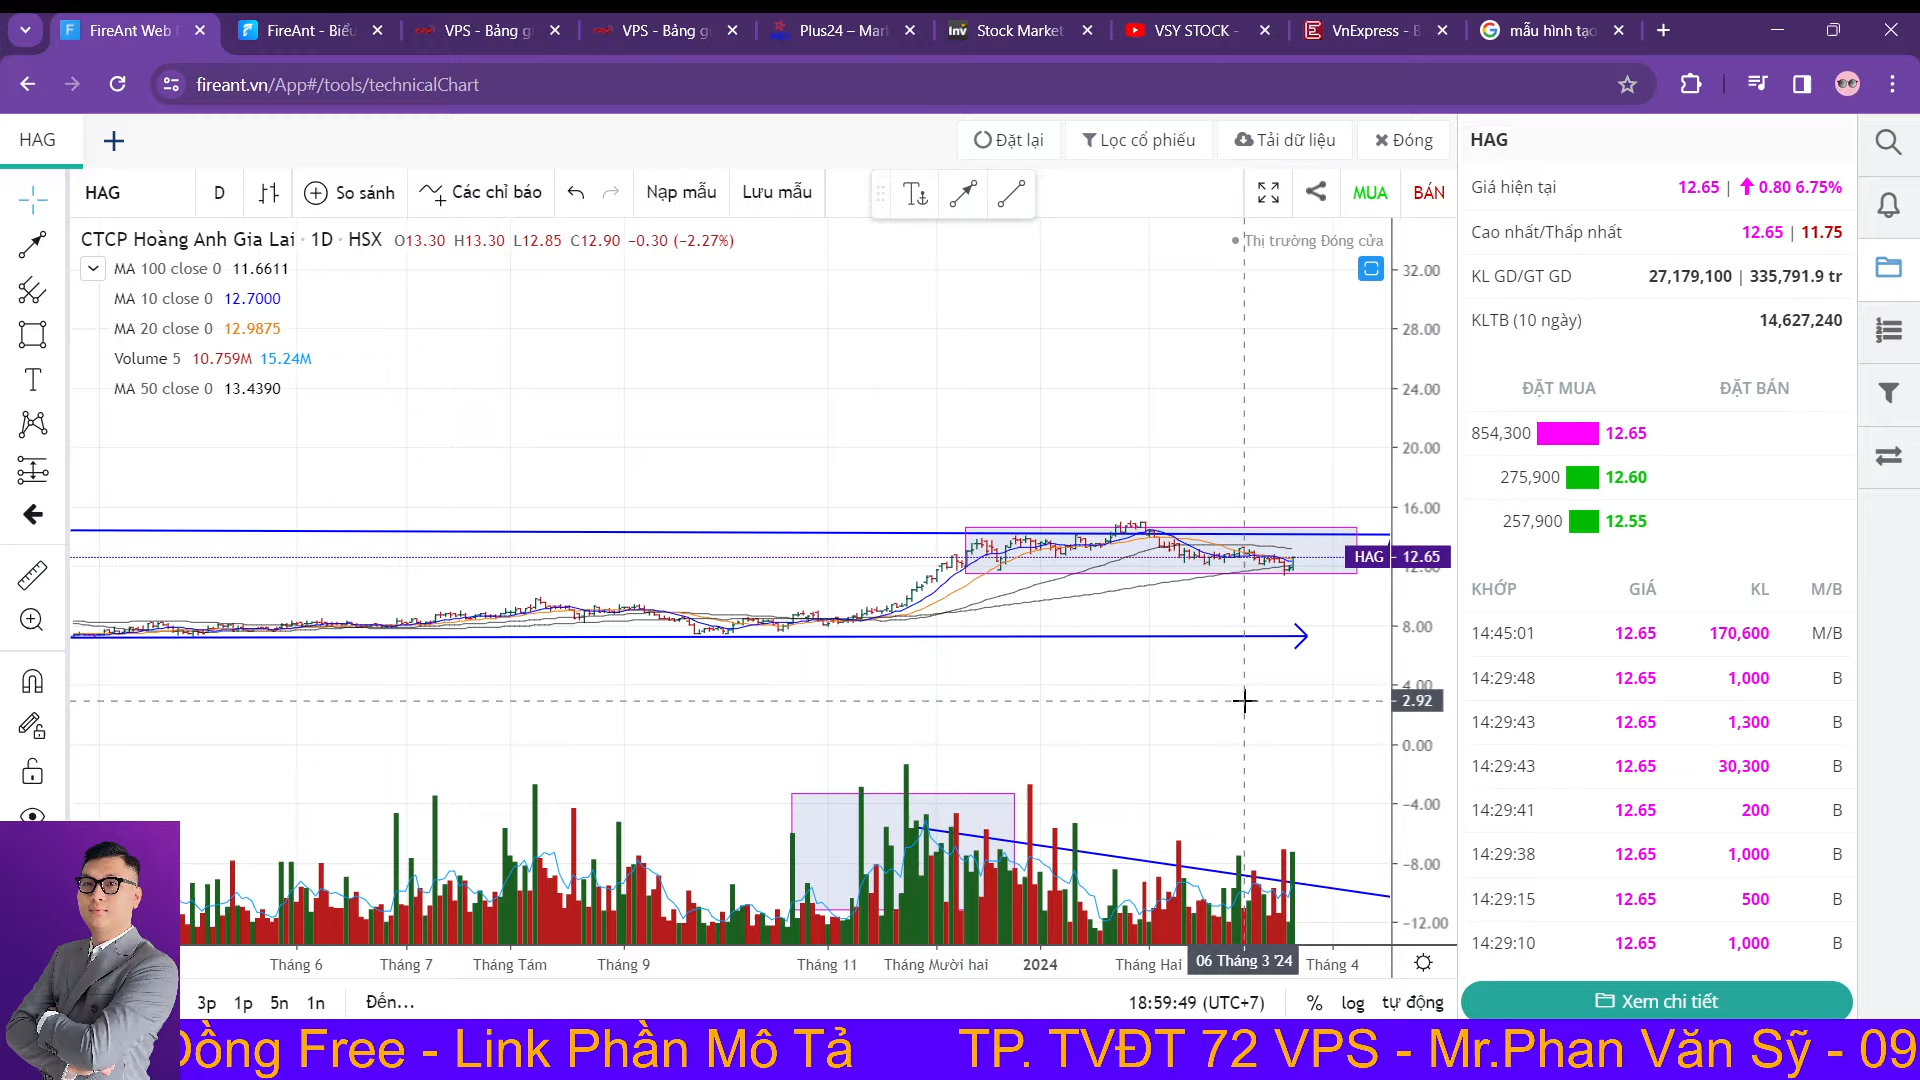 FireAnt Web
FireAnt - Biểu
VPS - Bảng g
VPS - Bảng g
Plus24 – Mar
Stock Market
VSY STOCK -
VnExpress - B
mẫu hình tạo
fireant.vn/App#/tools/technicalChart
HAG
Đặt lại
Lọc cổ phiếu
Tải dữ liệu
Đóng
HAG
HAG
D
So sánh
Các chỉ báo
Nạp mẫu
Lưu mẫu
MUA
BÁN
Giá hiện tại
12.65 | 0.80 6.75%
Cao nhất/Thấp nhất
12.65 | 11.75
KL GD/GT GD
27,179,100 | 335,791.9 tr
KLTB (10 ngày)
14,627,240
CTCP Hoàng Anh Gia Lai · 1D · HSX O13.30 H13.30 L12.85 C12.90 −0.30 (−2.27%)
Thị trường Đóng cửa
MA 100 close 0 11.6611
MA 10 close 0 12.7000
MA 20 close 0 12.9875
Volume 5 10.759M 15.24M
MA 50 close 0 13.4390
32.00
28.00
24.00
20.00
16.00
HAG 12.65
12.00
8.00
4.00
2.92
0.00
−4.00
−8.00
−12.00
ĐẶT MUA
ĐẶT BÁN
854,300 12.65
275,900 12.60
257,900 12.55
KHỚP GIÁ KL M/B
14:45:01 12.65 170,600 M/B
14:29:48 12.65 1,000 B
14:29:43 12.65 1,300 B
14:29:43 12.65 30,300 B
14:29:41 12.65 200 B
14:29:38 12.65 1,000 B
14:29:15 12.65 500 B
14:29:10 12.65 1,000 B
Xem chi tiết
Tháng 6
Tháng 7
Tháng Tám
Tháng 9
Tháng 11
Tháng Mười hai
2024
Tháng Hai
06 Tháng 3 '24
Tháng 4
3p 1p 5n 1n
Đến...
18:59:49 (UTC+7)
% log tự động
Đồng Free - Link Phần Mô Tả
TP. TVĐT 72 VPS - Mr.Phan Văn Sỹ - 09